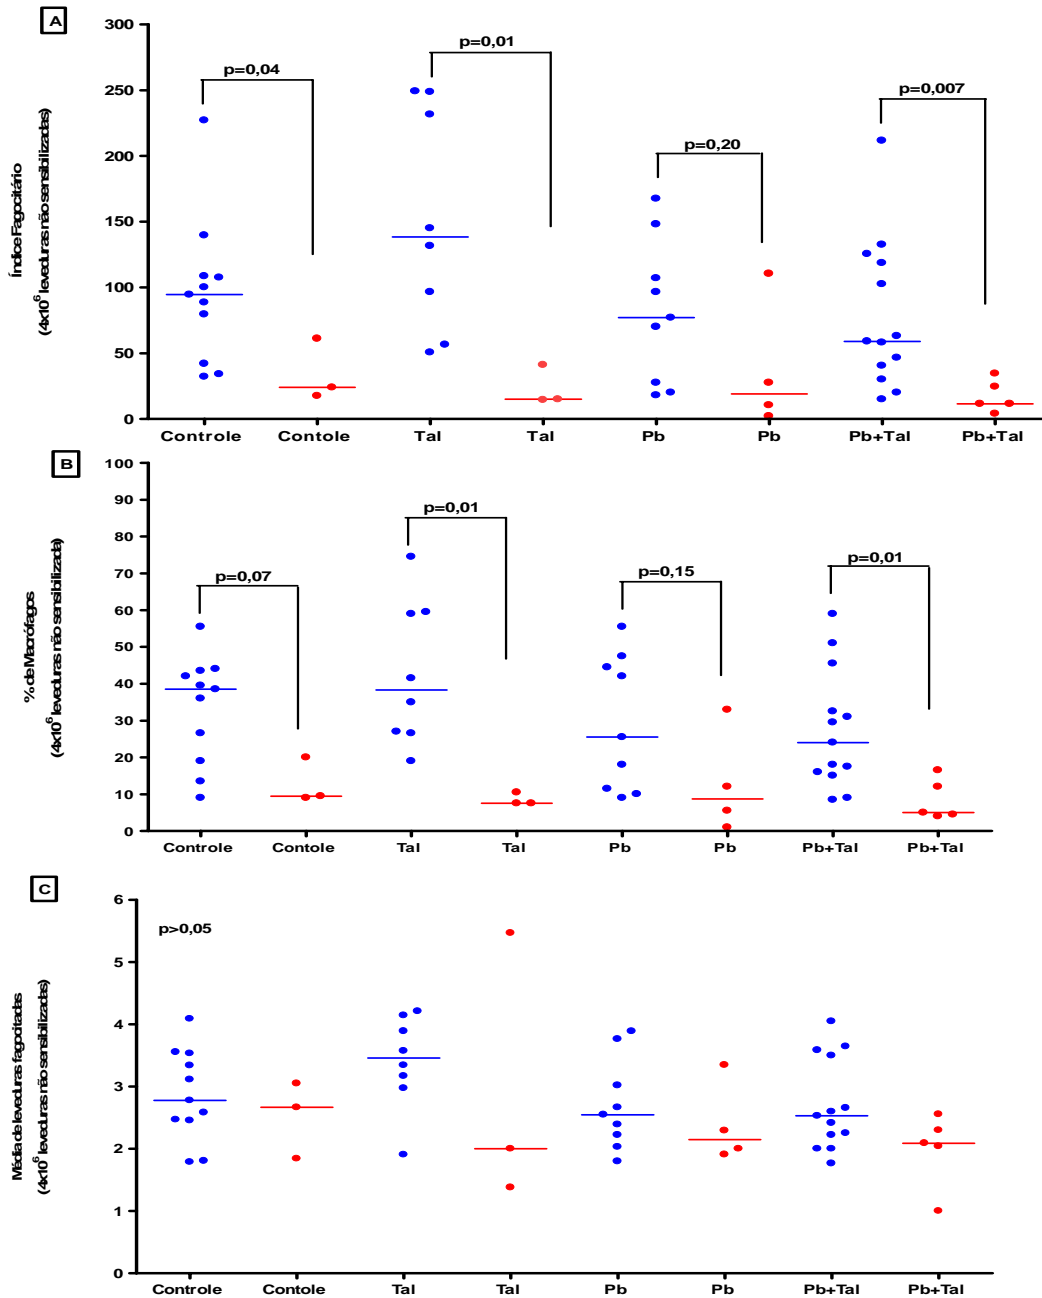 A
300
250
200
150
100
50
0
Índice Fagocitário
(4x10⁶ leveduras não sensibilizadas)
p=0,04
p=0,01
p=0,20
p=0,007
Controle Contole Tal Tal Pb Pb Pb+Tal Pb+Tal
B
100
90
80
70
60
50
40
30
20
10
0
% de Macrófagos
(4x10⁶ leveduras não sensibilizada)
p=0,07
p=0,01
p=0,15
p=0,01
Controle Contole Tal Tal Pb Pb Pb+Tal Pb+Tal
C
6
5
4
3
2
1
0
Média de leveduras fagocitadas
(4x10⁶ leveduras não sensibilizadas)
p>0,05
Controle Contole Tal Tal Pb Pb Pb+Tal Pb+Tal